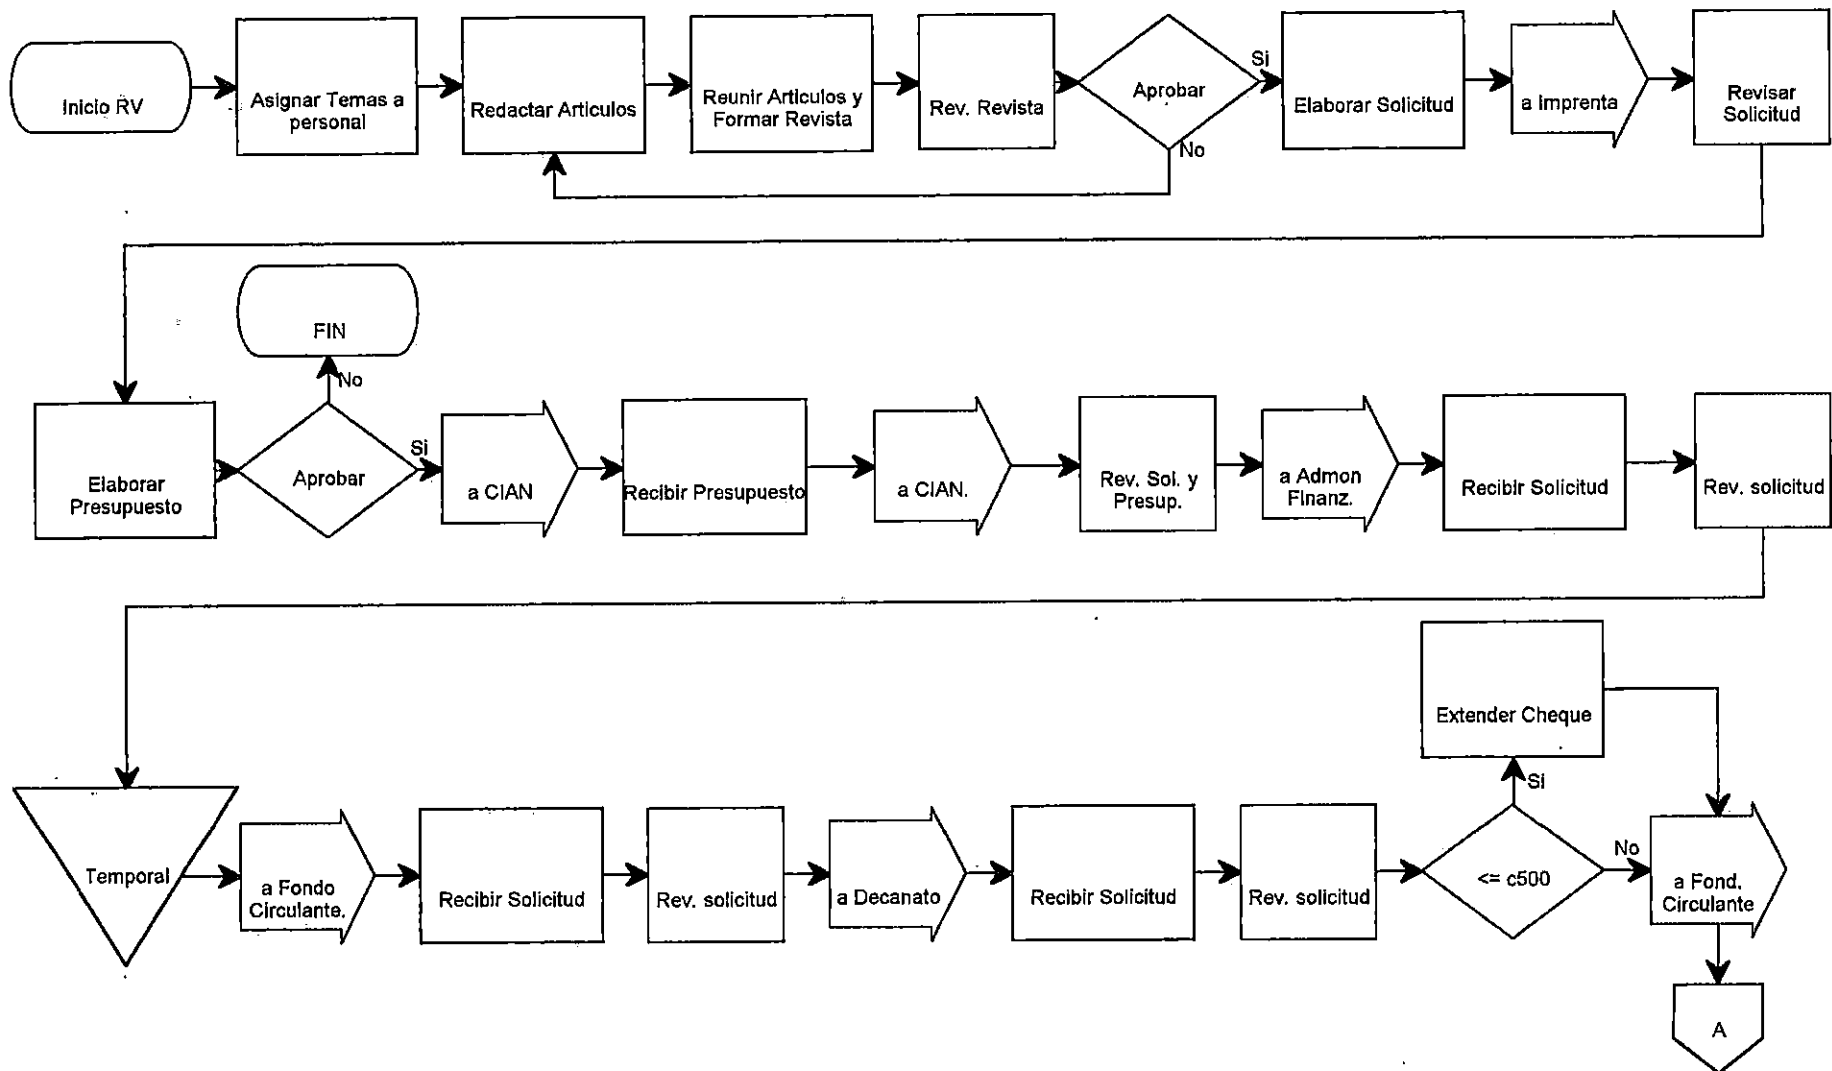 Inicio RV
Asignar Temas a
personal
Redactar Articulos
Reunir Articulos y
Formar Revista
Rev. Revista
Aprobar
Si
No
Elaborar Solicitud
a Imprenta
Revisar
Solicitud
FIN
No
Elaborar
Presupuesto
Aprobar
Si
a CIAN
Recibir Presupuesto
a CIAN.
Rev. Sol. y
Presup.
a Admon
Finanz.
Recibir Solicitud
Rev. solicitud
Extender Cheque
Si
Temporal
a Fondo
Circulante.
Recibir Solicitud
Rev. solicitud
a Decanato
Recibir Solicitud
Rev. solicitud
<= c500
No
a Fond.
Circulante
A